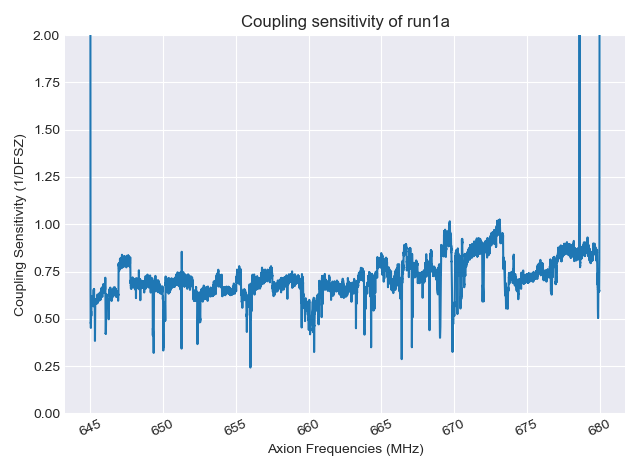 Coupling sensitivity of run1a
2.00
1.75
1.50
1.25
1.00
0.75
0.50
0.25
0.00
Coupling Sensitivity (1/DFSZ)
645 650 655 660 665 670 675 680
Axion Frequencies (MHz)